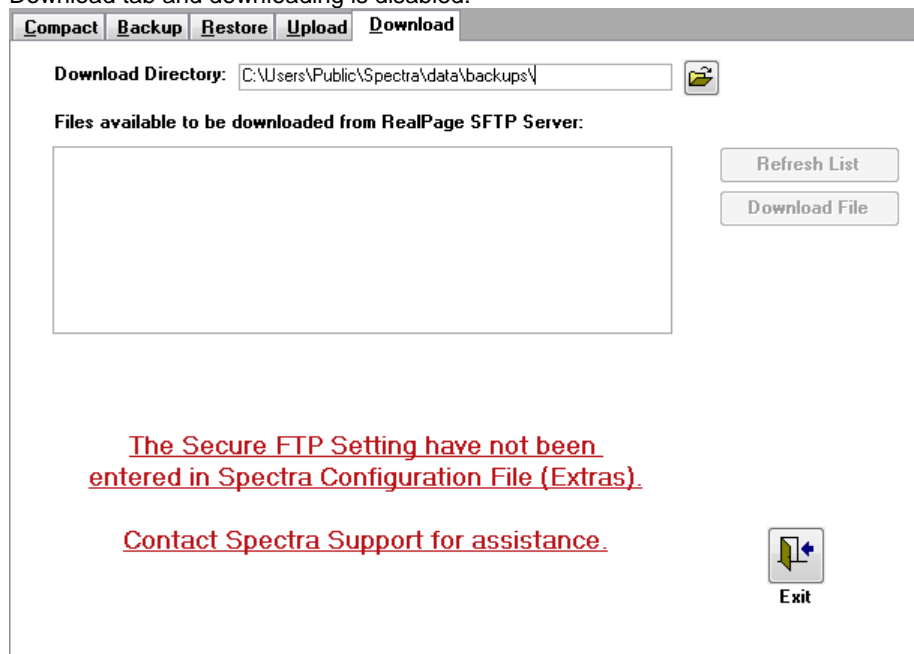 Download tab and downloading is disabled.
Compact Backup Restore Upload Download
Download Directory: C:\Users\Public\Spectra\data\backups\
Files available to be downloaded from RealPage SFTP Server:
Refresh List
Download File
The Secure FTP Setting have not been
entered in Spectra Configuration File (Extras).
Contact Spectra Support for assistance.
Exit